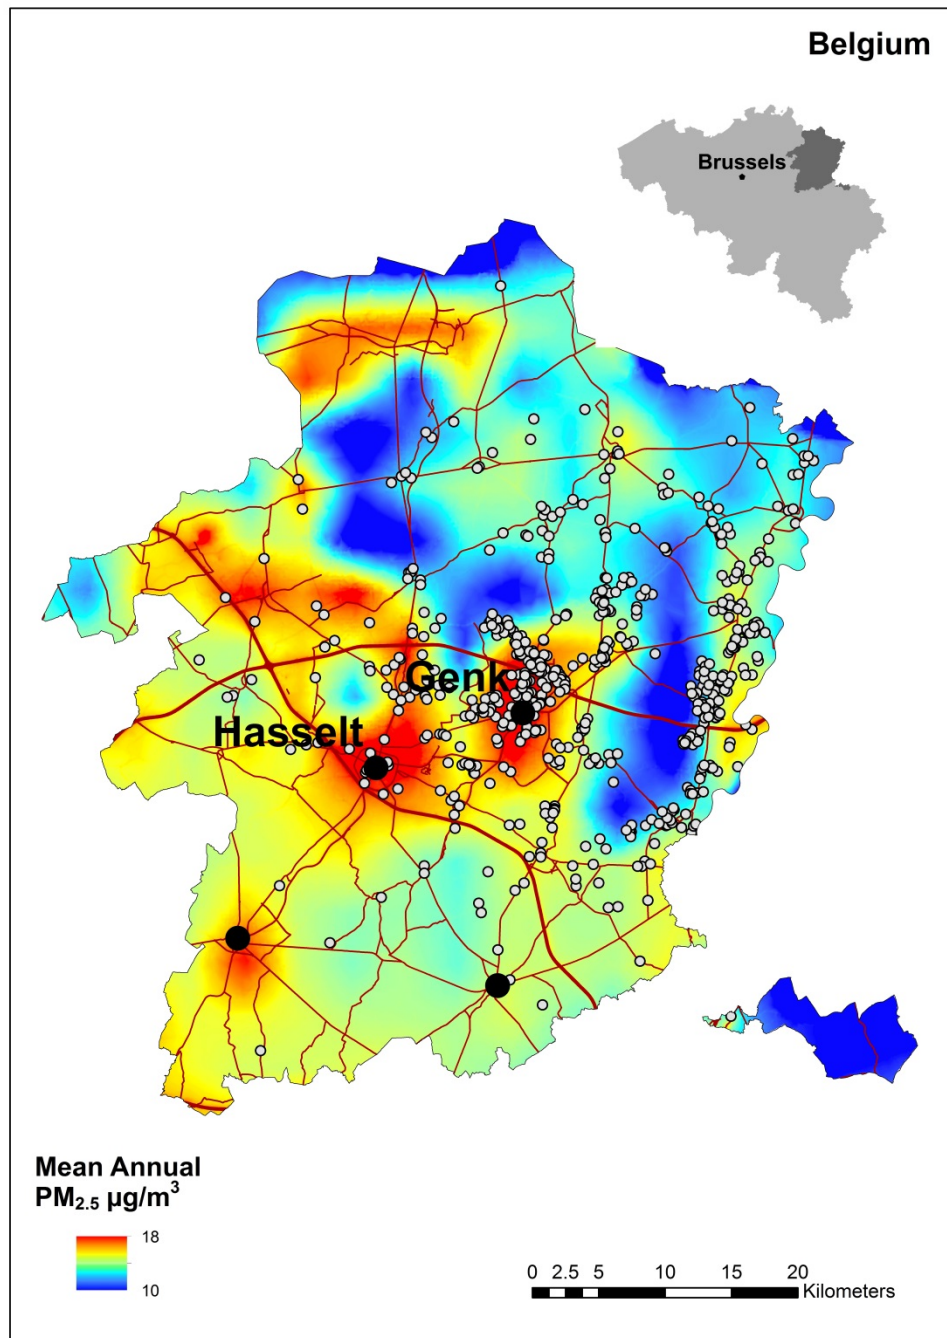 Belgium
Brussels
Genk
Hasselt
Mean Annual
PM2.5 µg/m3
18
10
0 2.5 5 10 15 20
Kilometers